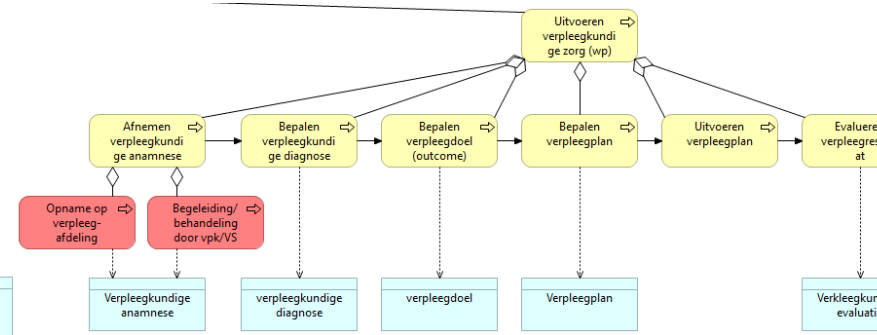 Uitvoeren
verpleegkundi
ge zorg (wp)
Afnemen
verpleegkundi
ge anamnese
Bepalen
verpleegkundi
ge diagnose
Bepalen
verpleegdoel
(outcome)
Bepalen
verpleegplan
Uitvoeren
verpleegplan
Evaluere
verpleegres
at
Opname op
verpleeg-
afdeling
Begeleiding/
behandeling
door vpk/VS
Verpleegkundige
anamnese
verpleegkundige
diagnose
verpleegdoel
Verpleegplan
Verkleegkun
evaluati